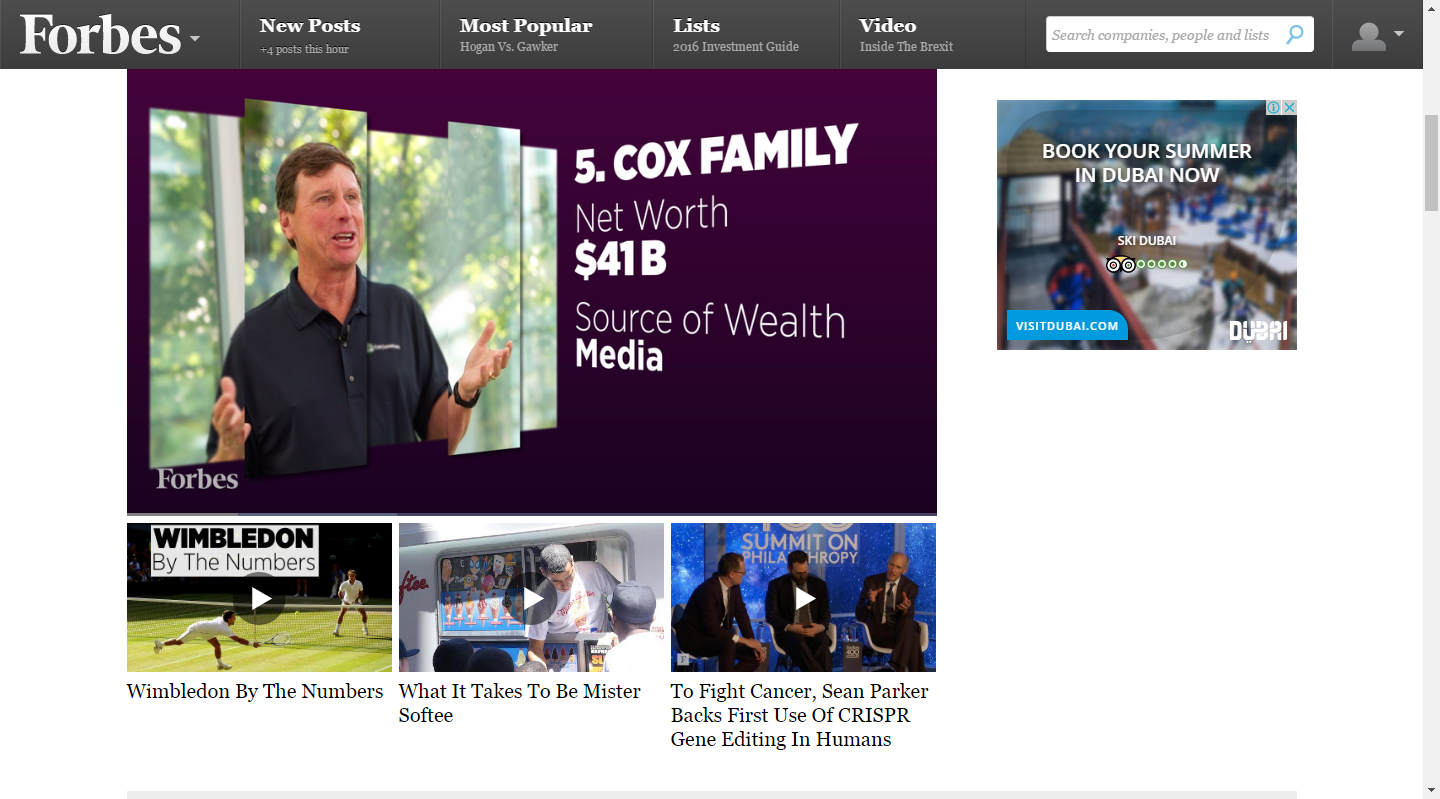 Forbes
New Posts
+4 posts this hour
Most Popular
Hogan Vs. Gawker
Lists
2016 Investment Guide
Video
Inside The Brexit
Search companies, people and lists
5. COX FAMILY
Net Worth
$41 B
Source of Wealth
Media
Forbes
BOOK YOUR SUMMER
IN DUBAI NOW
SKI DUBAI
VISITDUBAI.COM
DUBAI
WIMBLEDON
By The Numbers
SUMMIT ON
PHILANTHROPY
F
Wimbledon By The Numbers
What It Takes To Be Mister
Softee
To Fight Cancer, Sean Parker
Backs First Use Of CRISPR
Gene Editing In Humans